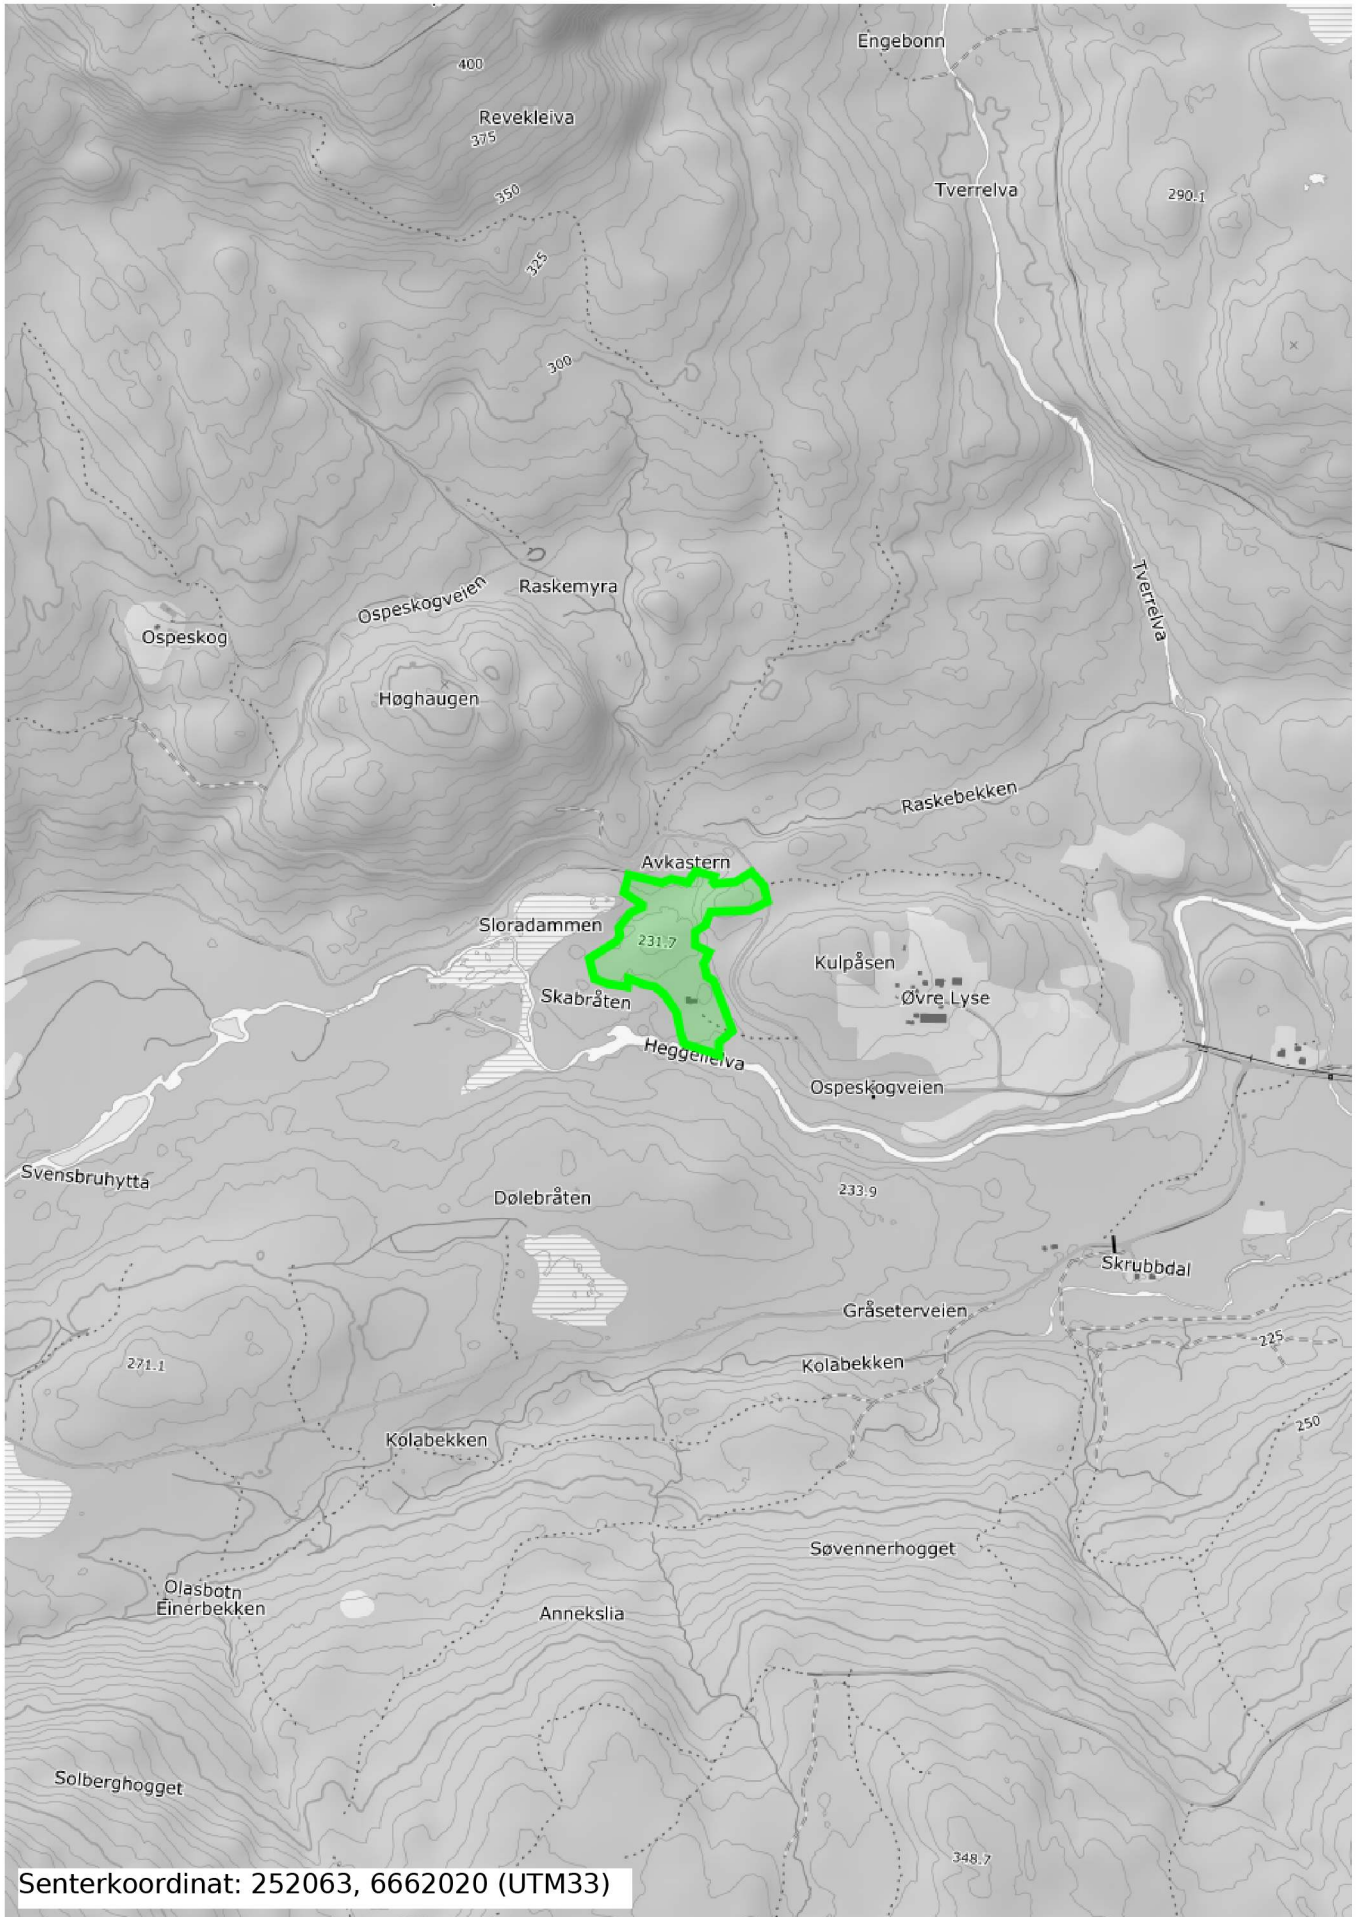 Engebonn
400
Revekleiva
375
Tverrelva
350
290.1
325
300
Tverrelva
Ospeskogveien
Raskemyra
Ospeskog
Høghaugen
Raskebekken
Avkastern
Sloradammen
231.7
Kulpåsen
Skabråten
Øvre Lyse
Heggelielva
Ospeskogveien
Svensbruhytta
Dølebråten
233.9
Skrubbdal
Gråseterveien
225
271.1
Kolabekken
250
Kolabekken
Søvennerhogget
Olasbotn
Einerbekken
Annekslia
Solberghogget
348.7
Senterkoordinat: 252063, 6662020 (UTM33)